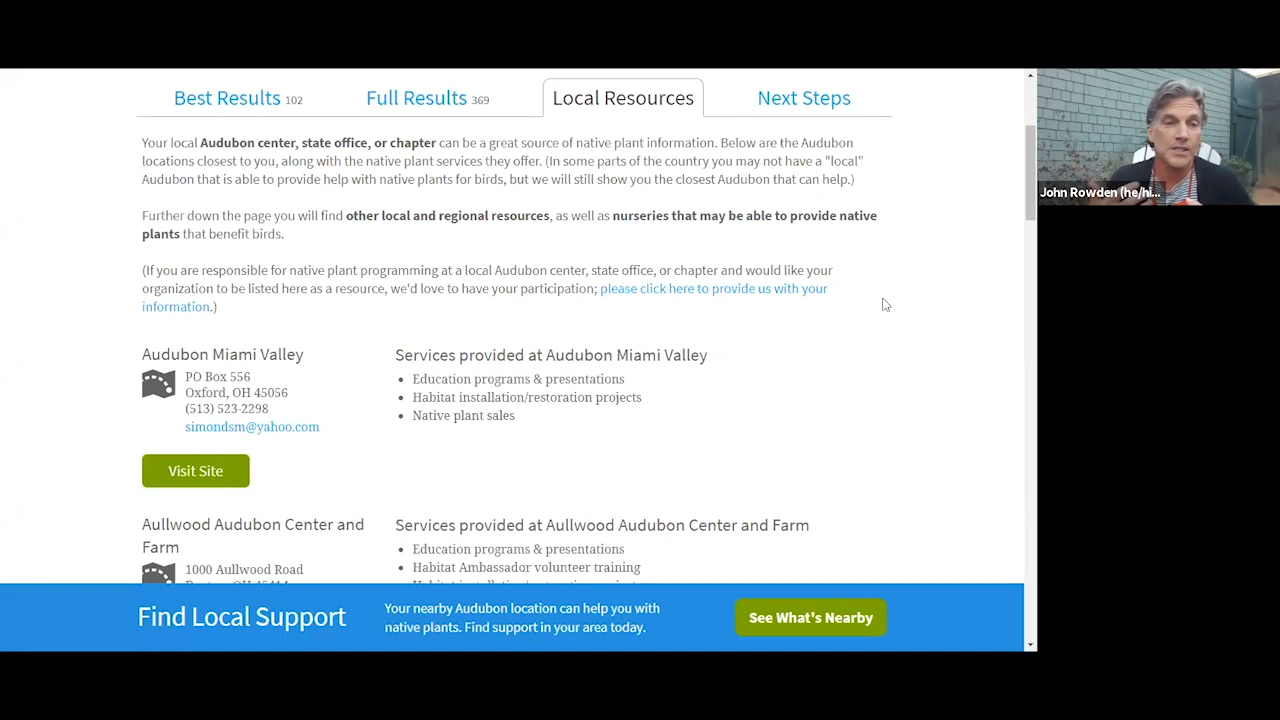 Best Results 102 Full Results 369 Local Resources Next Steps
Your local Audubon center, state office, or chapter can be a great source of native plant information. Below are the Audubon
locations closest to you, along with the native plant services they offer. (In some parts of the country you may not have a "local"
Audubon that is able to provide help with native plants for birds, but we will still show you the closest Audubon that can help.)
Further down the page you will find other local and regional resources, as well as nurseries that may be able to provide native
plants that benefit birds.
(If you are responsible for native plant programming at a local Audubon center, state office, or chapter and would like your
organization to be listed here as a resource, we'd love to have your participation; please click here to provide us with your
information.)
Audubon Miami Valley
PO Box 556
Oxford, OH 45056
(513) 523-2298
simondsm@yahoo.com
Visit Site
Services provided at Audubon Miami Valley
Education programs & presentations
Habitat installation/restoration projects
Native plant sales
Aullwood Audubon Center and
Farm
1000 Aullwood Road
Services provided at Aullwood Audubon Center and Farm
Education programs & presentations
Habitat Ambassador volunteer training
Find Local Support
Your nearby Audubon location can help you with
native plants. Find support in your area today.
See What's Nearby
John Rowden (he/hi...